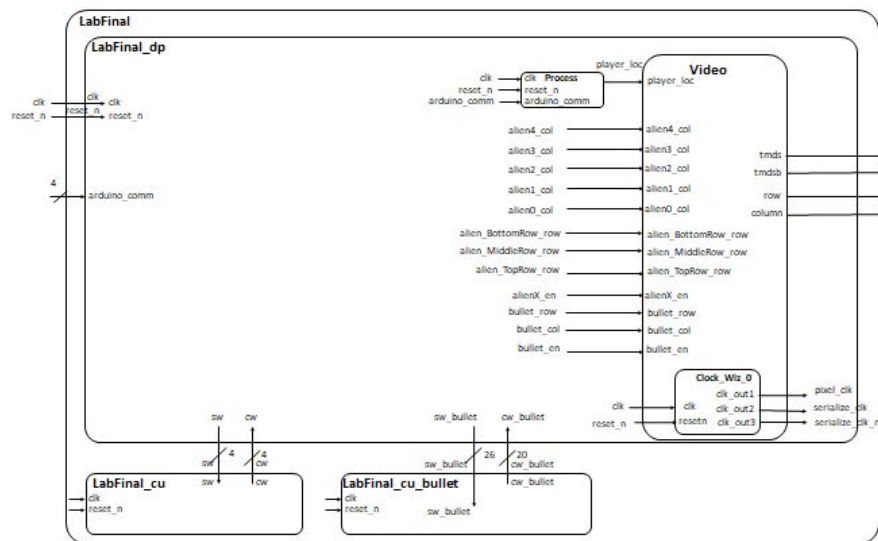 LabFinal
LabFinal_dp
clk
reset_n
clk
reset_n
clk
reset_n
4
arduino_comm
clk
reset_n
arduino_comm
clk Process
reset_n
arduino_comm
player_loc
Video
player_loc
alien4_col
alien3_col
alien2_col
alien1_col
alien0_col
alien_BottomRow_row
alien_MiddleRow_row
alien_TopRow_row
alienX_en
bullet_row
bullet_col
bullet_en
alien4_col
alien3_col
alien2_col
alien1_col
alien0_col
alien_BottomRow_row
alien_MiddleRow_row
alien_TopRow_row
alienX_en
bullet_row
bullet_col
bullet_en
tmds
tmdsb
row
column
Clock_Wiz_0
clk
reset_n
clk
resetn
clk_out1
clk_out2
clk_out3
pixel_clk
serialize_clk
serialize_clk_n
sw
cw
4
4
sw
cw
sw
cw
sw_bullet
cw_bullet
26
20
sw_bullet
cw_bullet
cw_bullet
sw_bullet
LabFinal_cu
clk
reset_n
LabFinal_cu_bullet
clk
reset_n